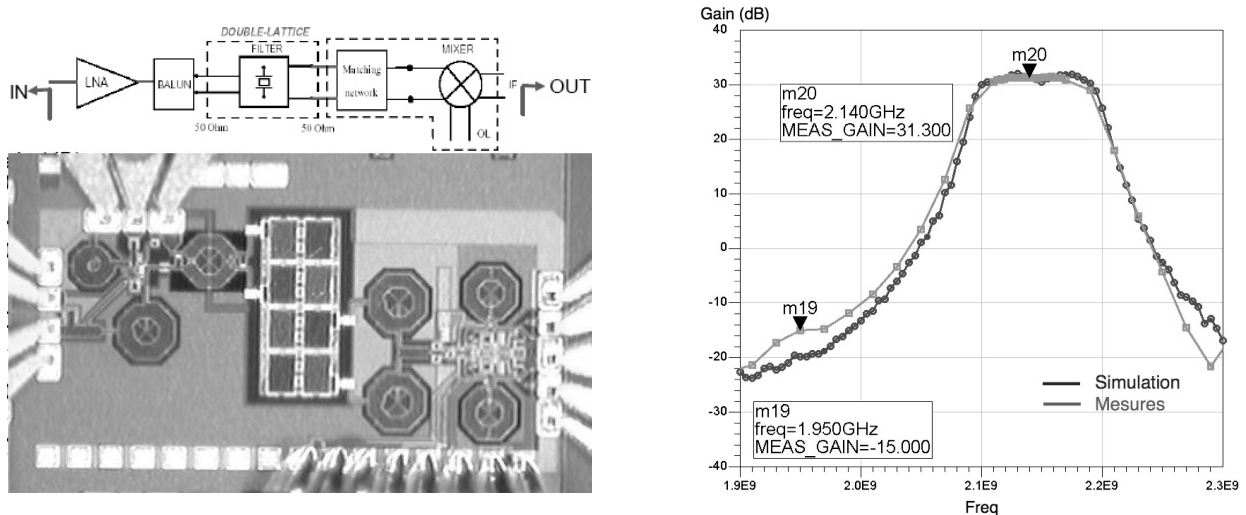 DOUBLE-LATTICE
FILTER
MIXER
LNA
BALUN
Matching
network
IN
IF
OUT
50 Ohm
50 Ohm
OL
Gain (dB)
40
30
20
10
0
-10
-20
-30
-40
m20
m20
freq=2.140GHz
MEAS_GAIN=31.300
m19
m19
freq=1.950GHz
MEAS_GAIN=-15.000
Simulation
Mesures
1.9E9
2.0E9
2.1E9
2.2E9
2.3E9
Freq